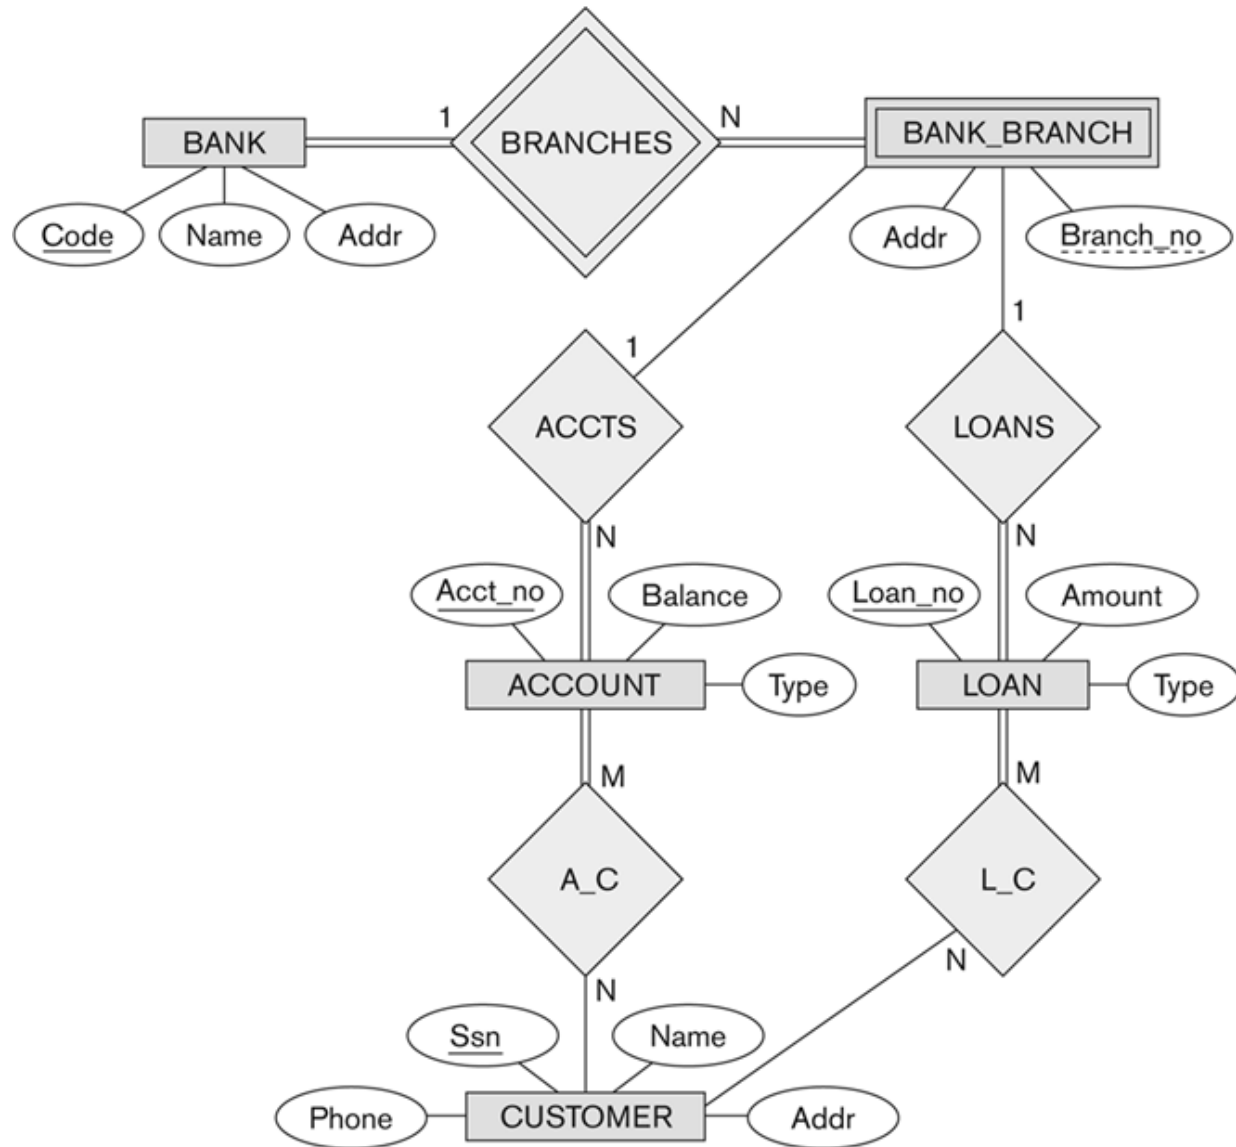 1
N
BANK
BRANCHES
BANK_BRANCH
Code
Name
Addr
Addr
Branch_no
1
1
ACCTS
LOANS
N
N
Acct_no
Balance
Loan_no
Amount
ACCOUNT
Type
LOAN
Type
M
M
A_C
L_C
N
N
Ssn
Name
Phone
CUSTOMER
Addr